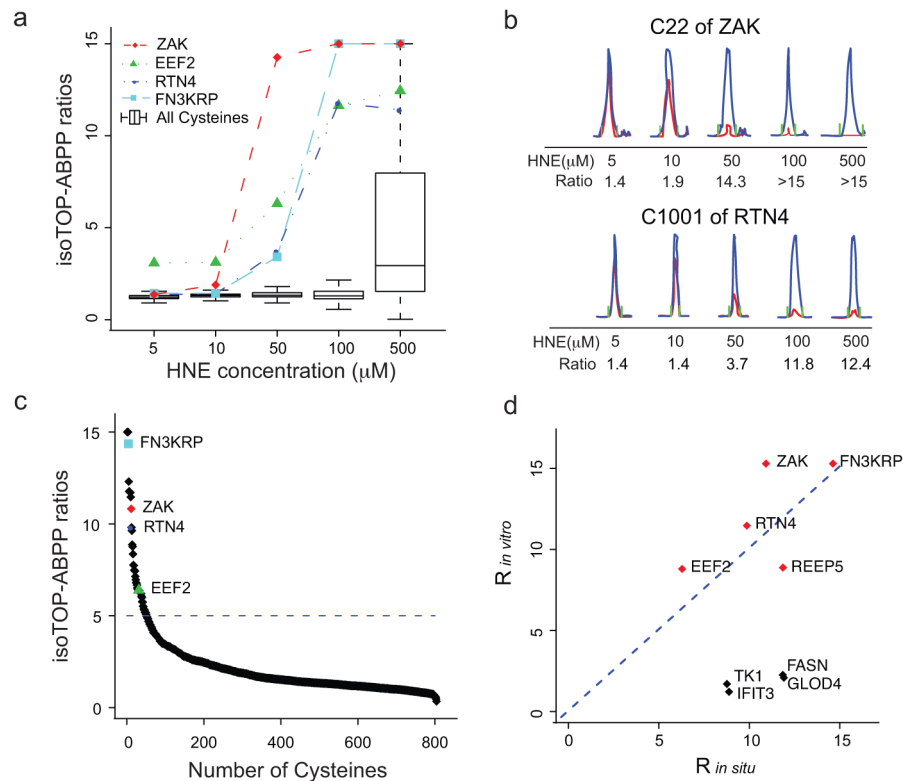 a
isoTOP-ABPP ratios
15
10
5
0
ZAK
EEF2
RTN4
FN3KRP
All Cysteines
5 10 50 100 500
HNE concentration (μM)
b
C22 of ZAK
HNE(μM) 5 10 50 100 500
Ratio 1.4 1.9 14.3 >15 >15
C1001 of RTN4
HNE(μM) 5 10 50 100 500
Ratio 1.4 1.4 3.7 11.8 12.4
c
isoTOP-ABPP ratios
15
10
5
0
FN3KRP
ZAK
RTN4
EEF2
0 200 400 600 800
Number of Cysteines
d
R in vitro
15
10
5
0
ZAK FN3KRP
RTN4
EEF2 REEP5
FASN
TK1 GLOD4
IFIT3
0 5 10 15
R in situ